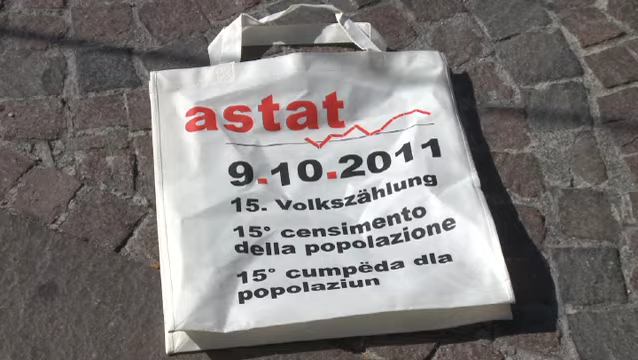 astat
9.10.2011
15. Volkszählung
15° censimento
della popolazione
15° cumpëda dla
popolaziun